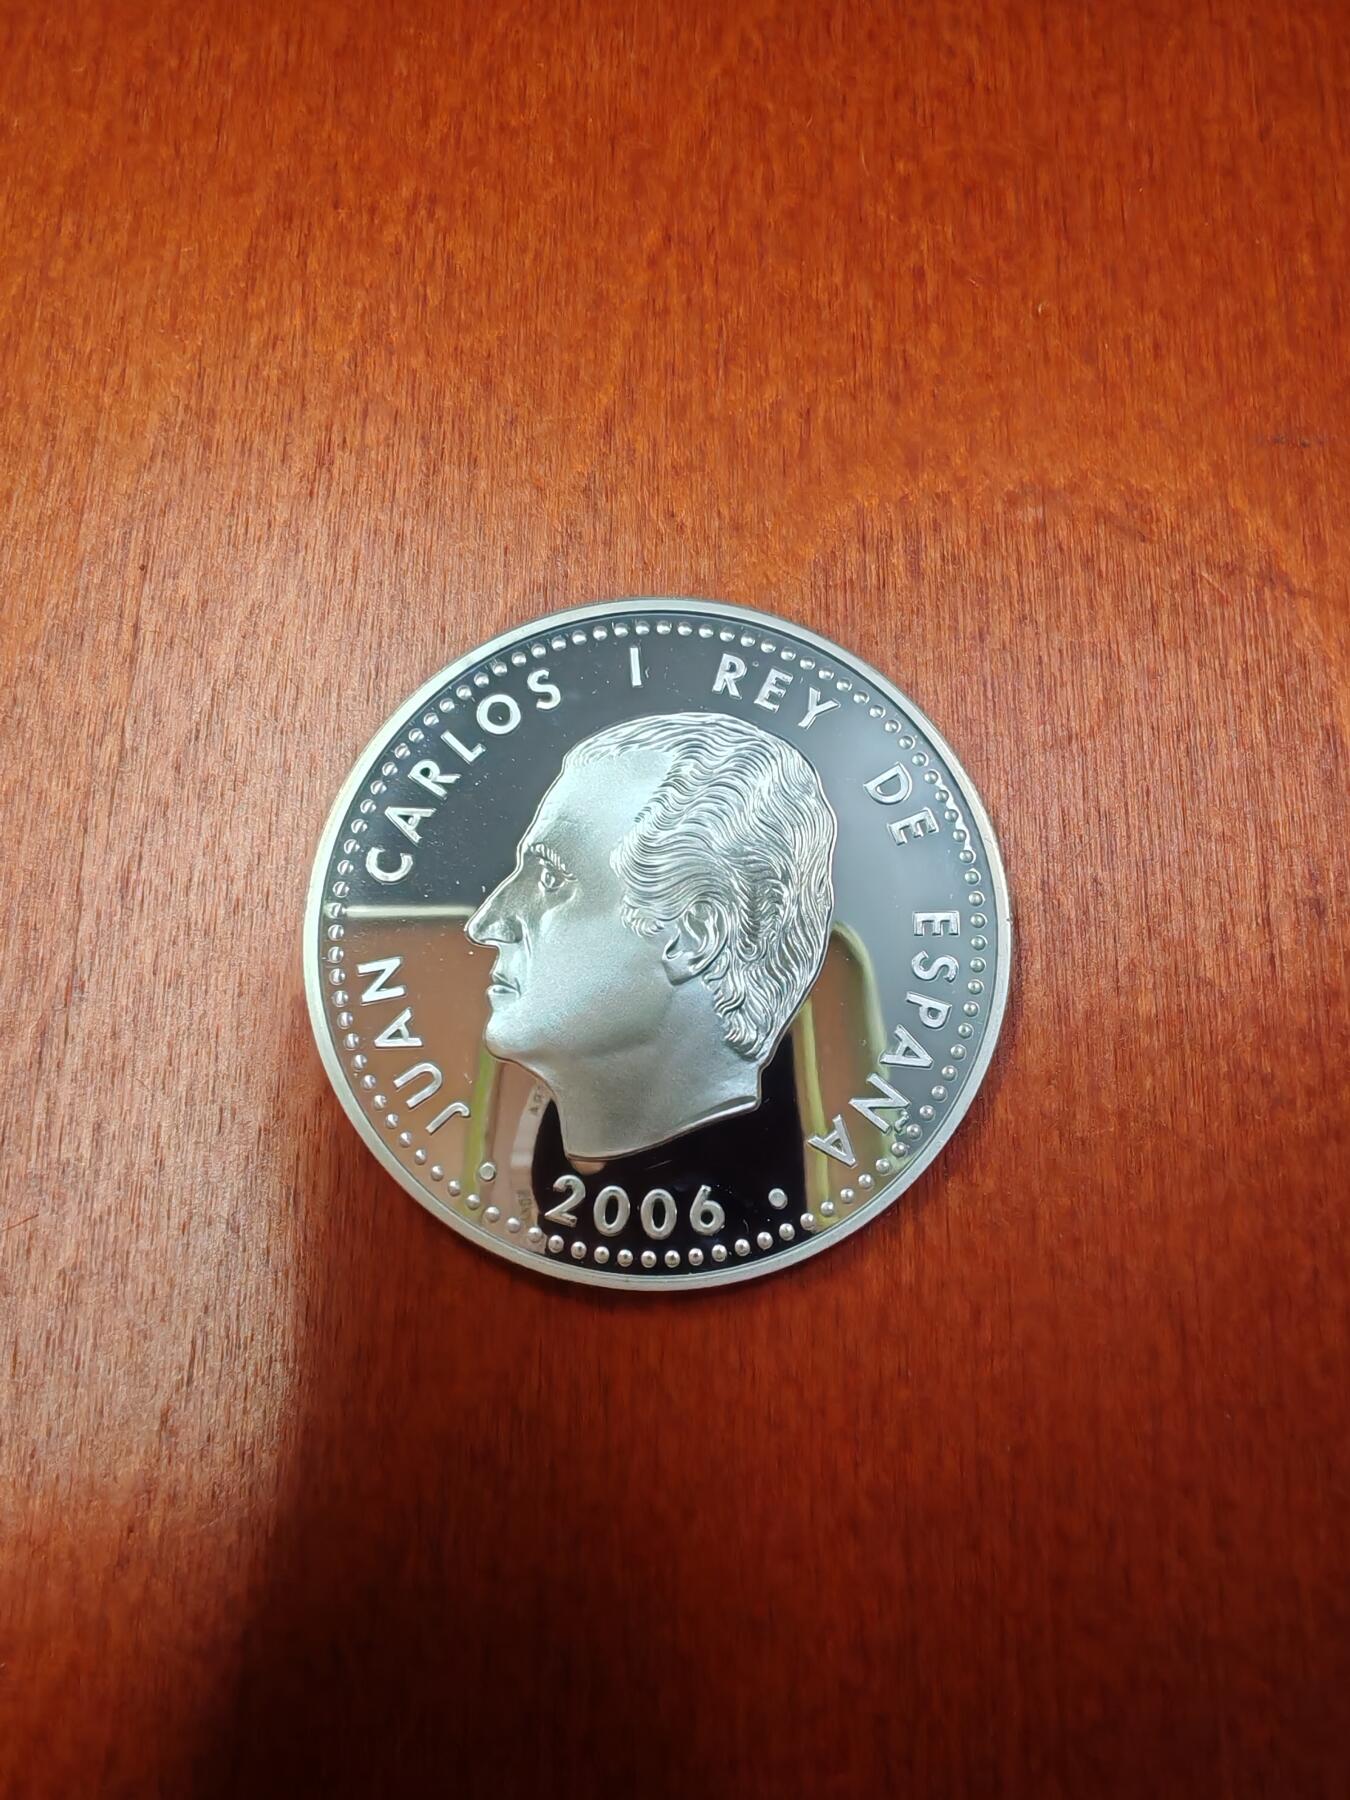 JUAN CARLOS I REY DE ESPAÑA
• 2006 •